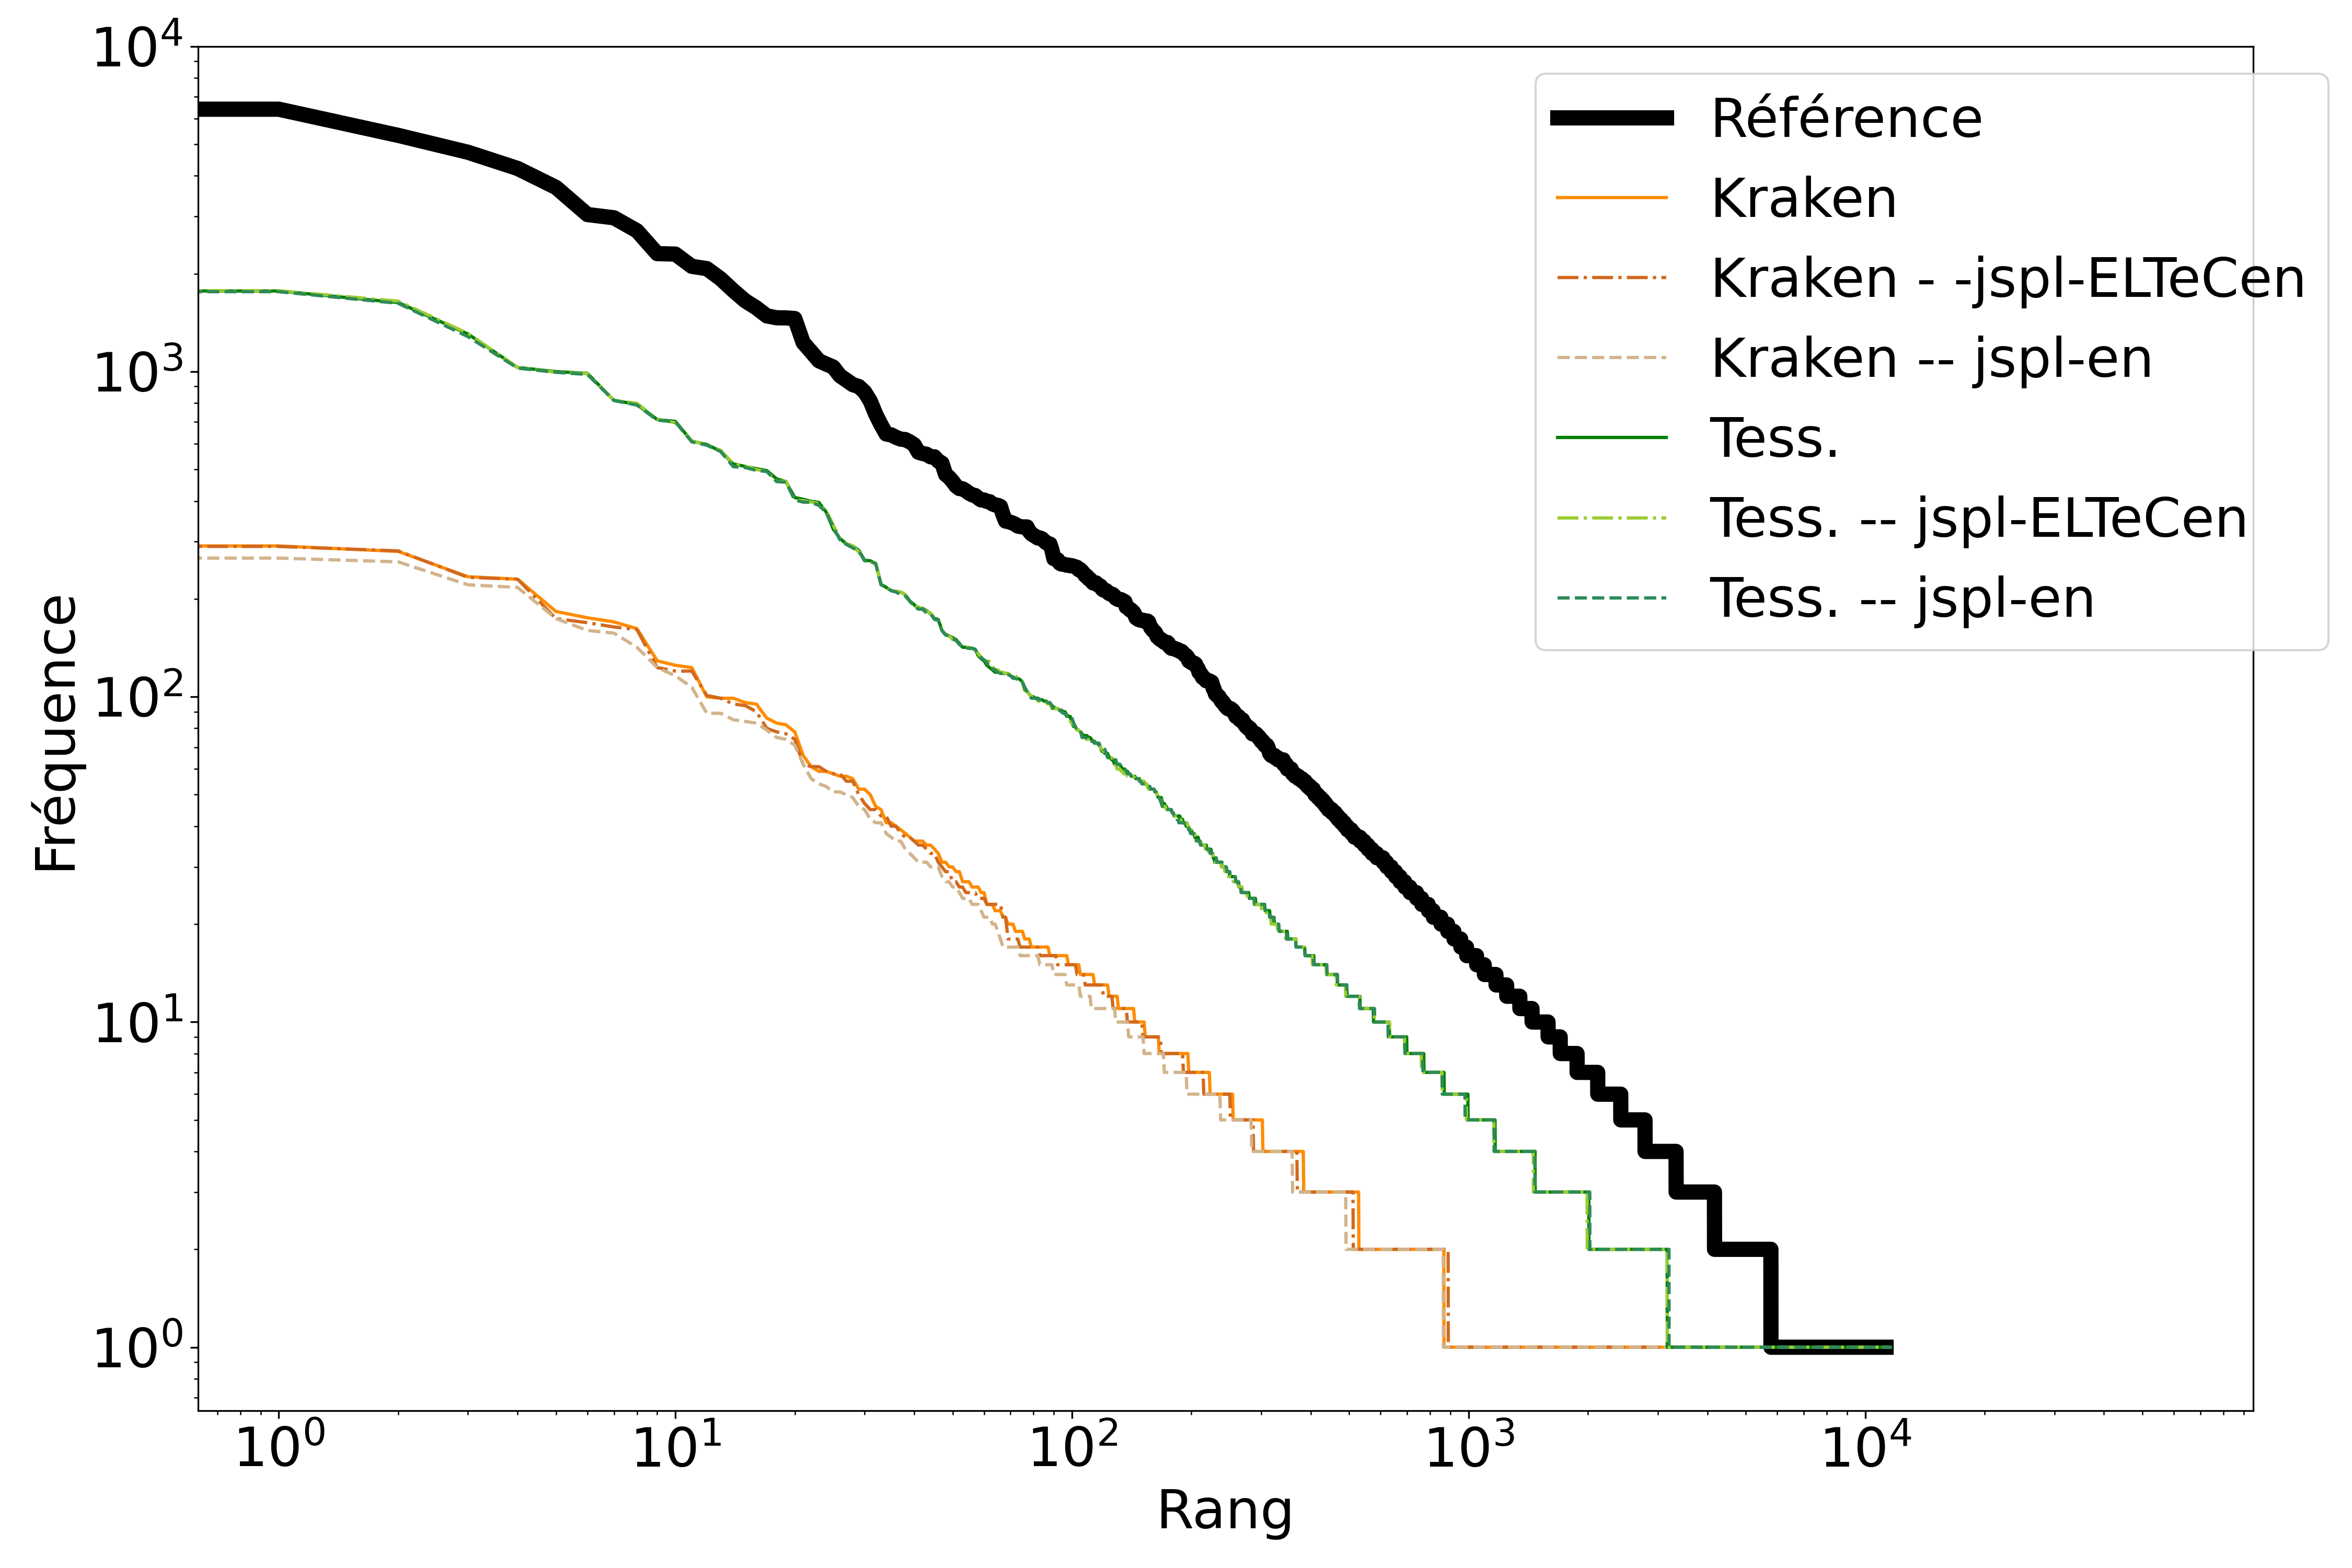 10⁴
10³
10²
10¹
10⁰
Fréquence
Référence
Kraken
Kraken - -jspl-ELTeCen
Kraken -- jspl-en
Tess.
Tess. -- jspl-ELTeCen
Tess. -- jspl-en
10⁰ 10¹ 10² 10³ 10⁴
Rang